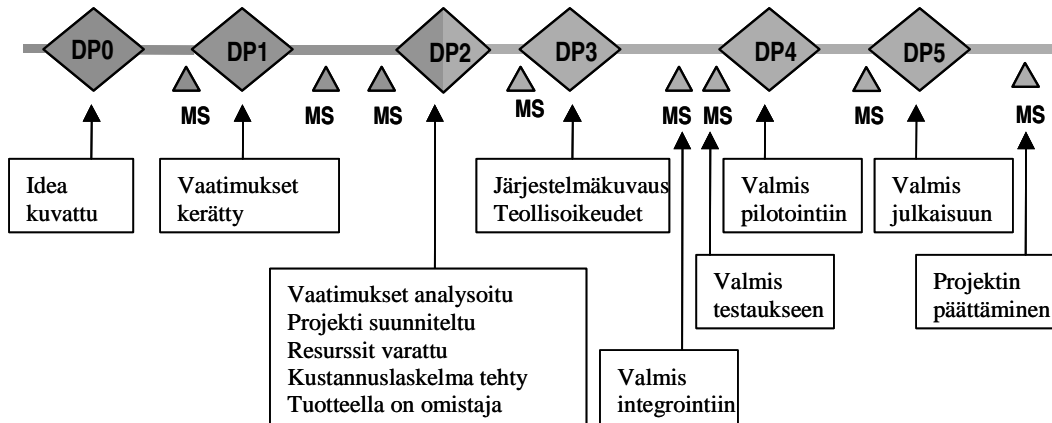 DP0
DP1
DP2
DP3
DP4
DP5
MS
MS
MS
MS
MS
MS
MS
MS
Idea
kuvattu
Vaatimukset
kerätty
Järjestelmäkuvaus
Teollisoikeudet
Valmis
pilotointiin
Valmis
julkaisuun
Vaatimukset analysoitu
Projekti suunniteltu
Resurssit varattu
Kustannuslaskelma tehty
Tuotteella on omistaja
Valmis
integrointiin
Valmis
testaukseen
Projektin
päättäminen